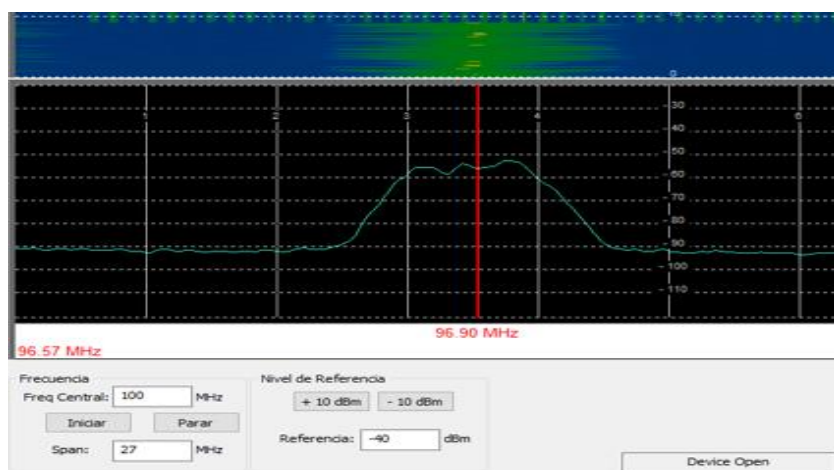 0
-30
1 2 3 4 6
-40
-50
-60
-70
-80
-90
-100
-110
96.90 MHz
96.57 MHz
Frecuencia
Nivel de Referencia
Freq Central: 100 MHz
+ 10 dBm - 10 dBm
Iniciar Parar
Referencia: -40 dBm
Span: 27 MHz
Device Open